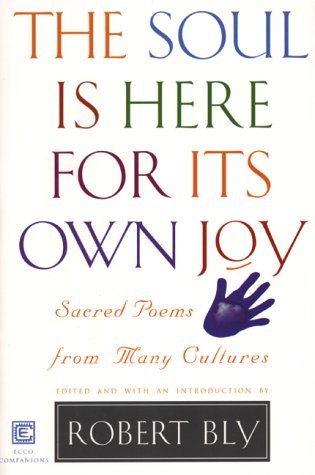 THE SOUL
IS HERE
FOR ITS
OWN JOY
Sacred Poems
from Many Cultures
EDITED AND WITH AN INTRODUCTION BY
E
ECCO
COMPANIONS
ROBERT BLY